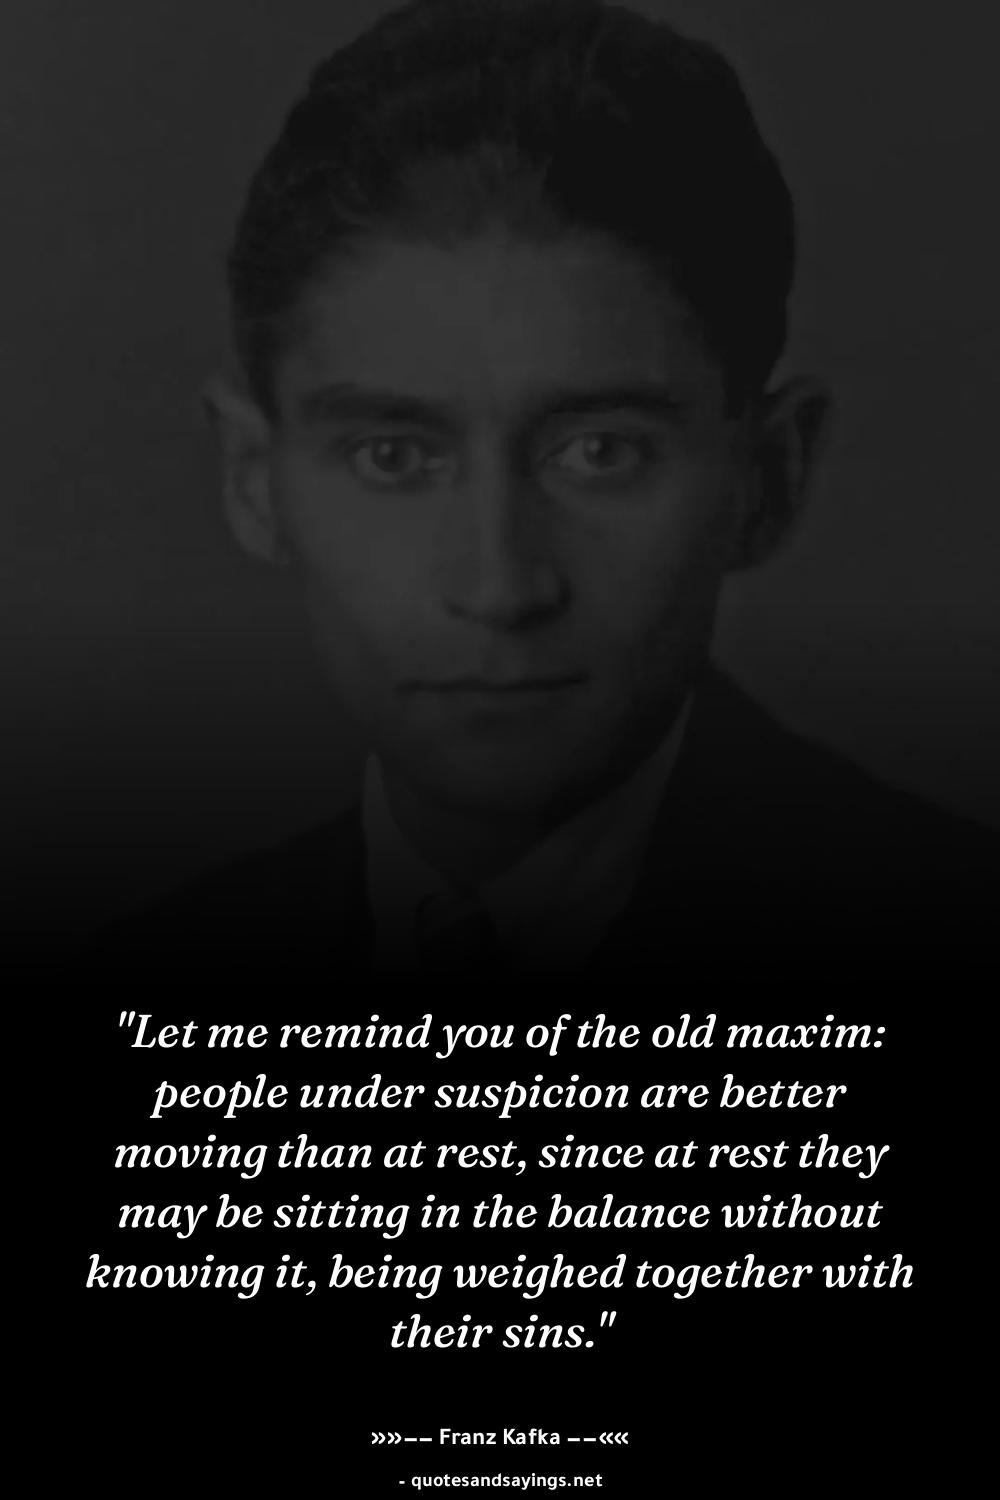 "Let me remind you of the old maxim:
people under suspicion are better
moving than at rest, since at rest they
may be sitting in the balance without
knowing it, being weighed together with
their sins."
»»−− Franz Kafka −−««
- quotesandsayings.net